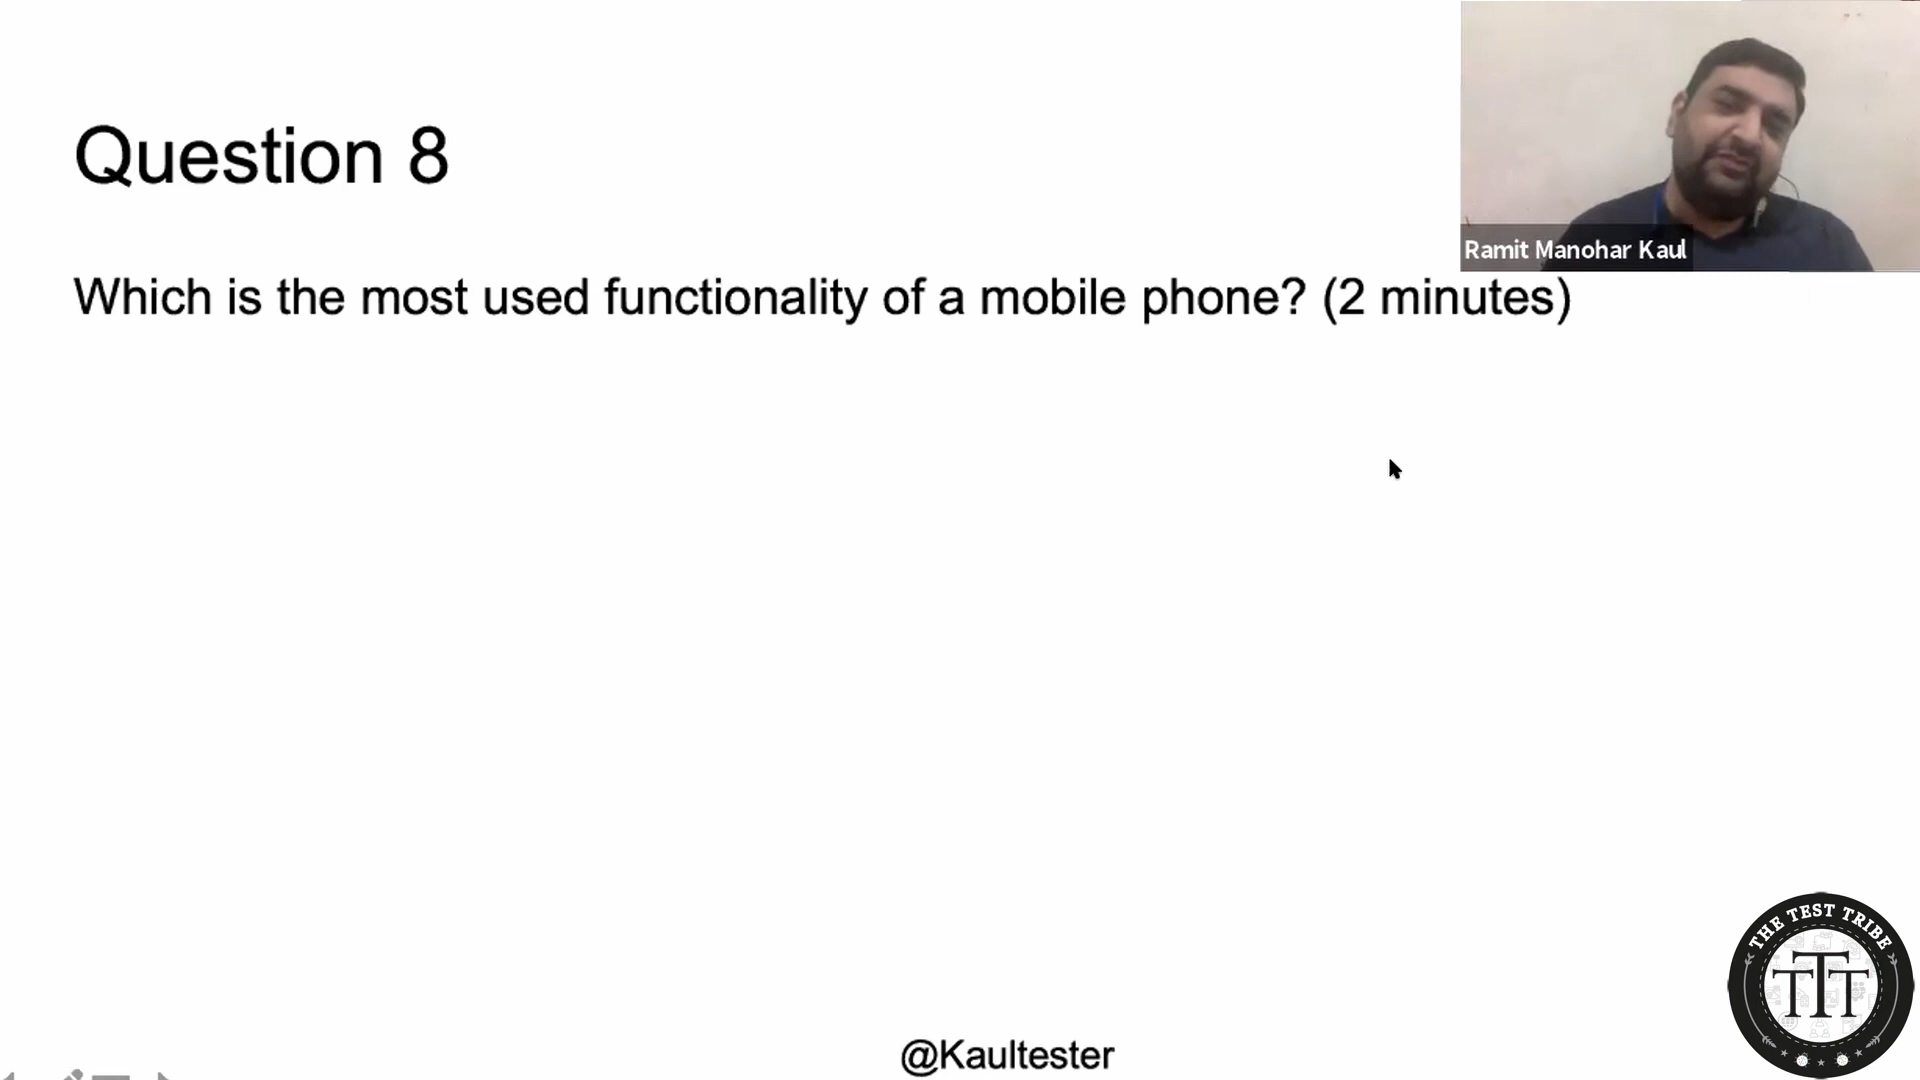 Question 8
Ramit Manohar Kaul
Which is the most used functionality of a mobile phone? (2 minutes)
THE TEST TRIBE
TTT
@Kaultester